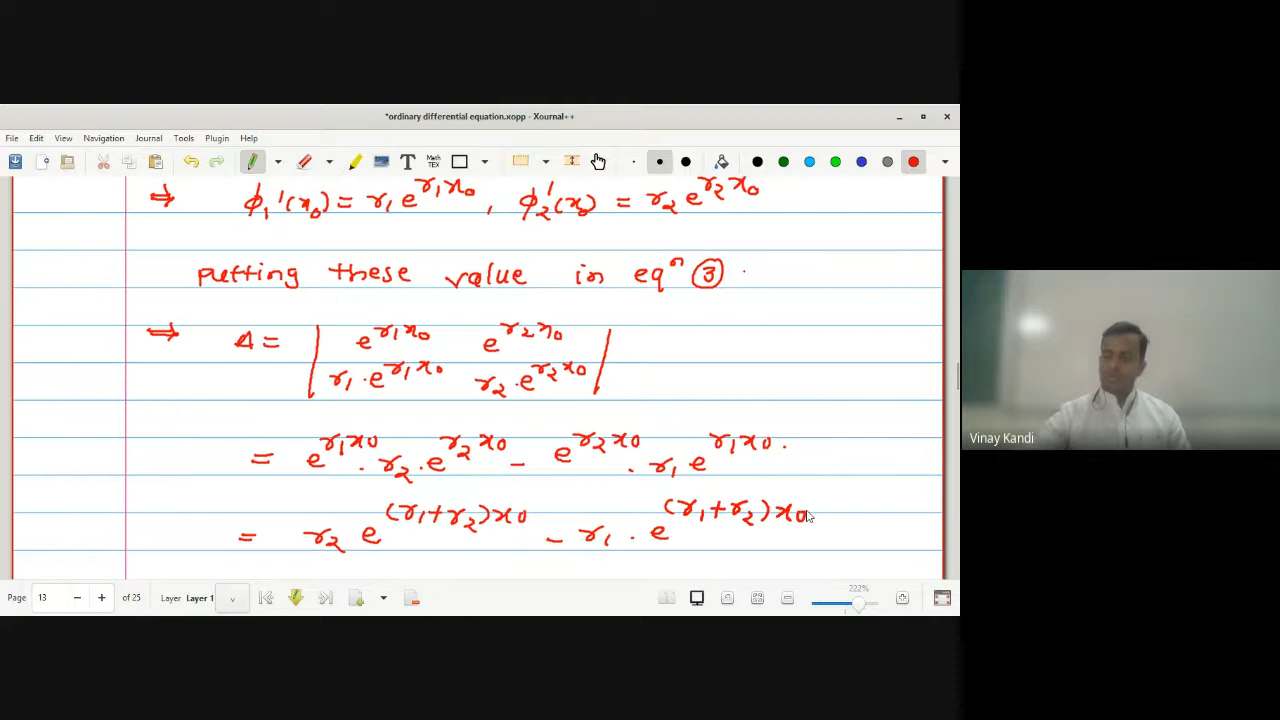 *ordinary differential equation.xopp - Xournal++
File Edit View Navigation Journal Tools Plugin Help
⇒ ϕ₁'(x₀) = r₁ e^{r₁x₀}, ϕ₂'(x₀) = r₂ e^{r₂x₀}
putting these value in eqⁿ ③.
⇒ Δ = | e^{r₁x₀} e^{r₂x₀} |
| r₁·e^{r₁x₀} r₂·e^{r₂x₀} |
= e^{r₁x₀}·r₂·e^{r₂x₀} - e^{r₂x₀}·r₁e^{r₁x₀}.
= r₂ e^{(r₁+r₂)x₀} - r₁·e^{(r₁+r₂)x₀}
Vinay Kandi
Page 13 of 25 Layer Layer 1 222%